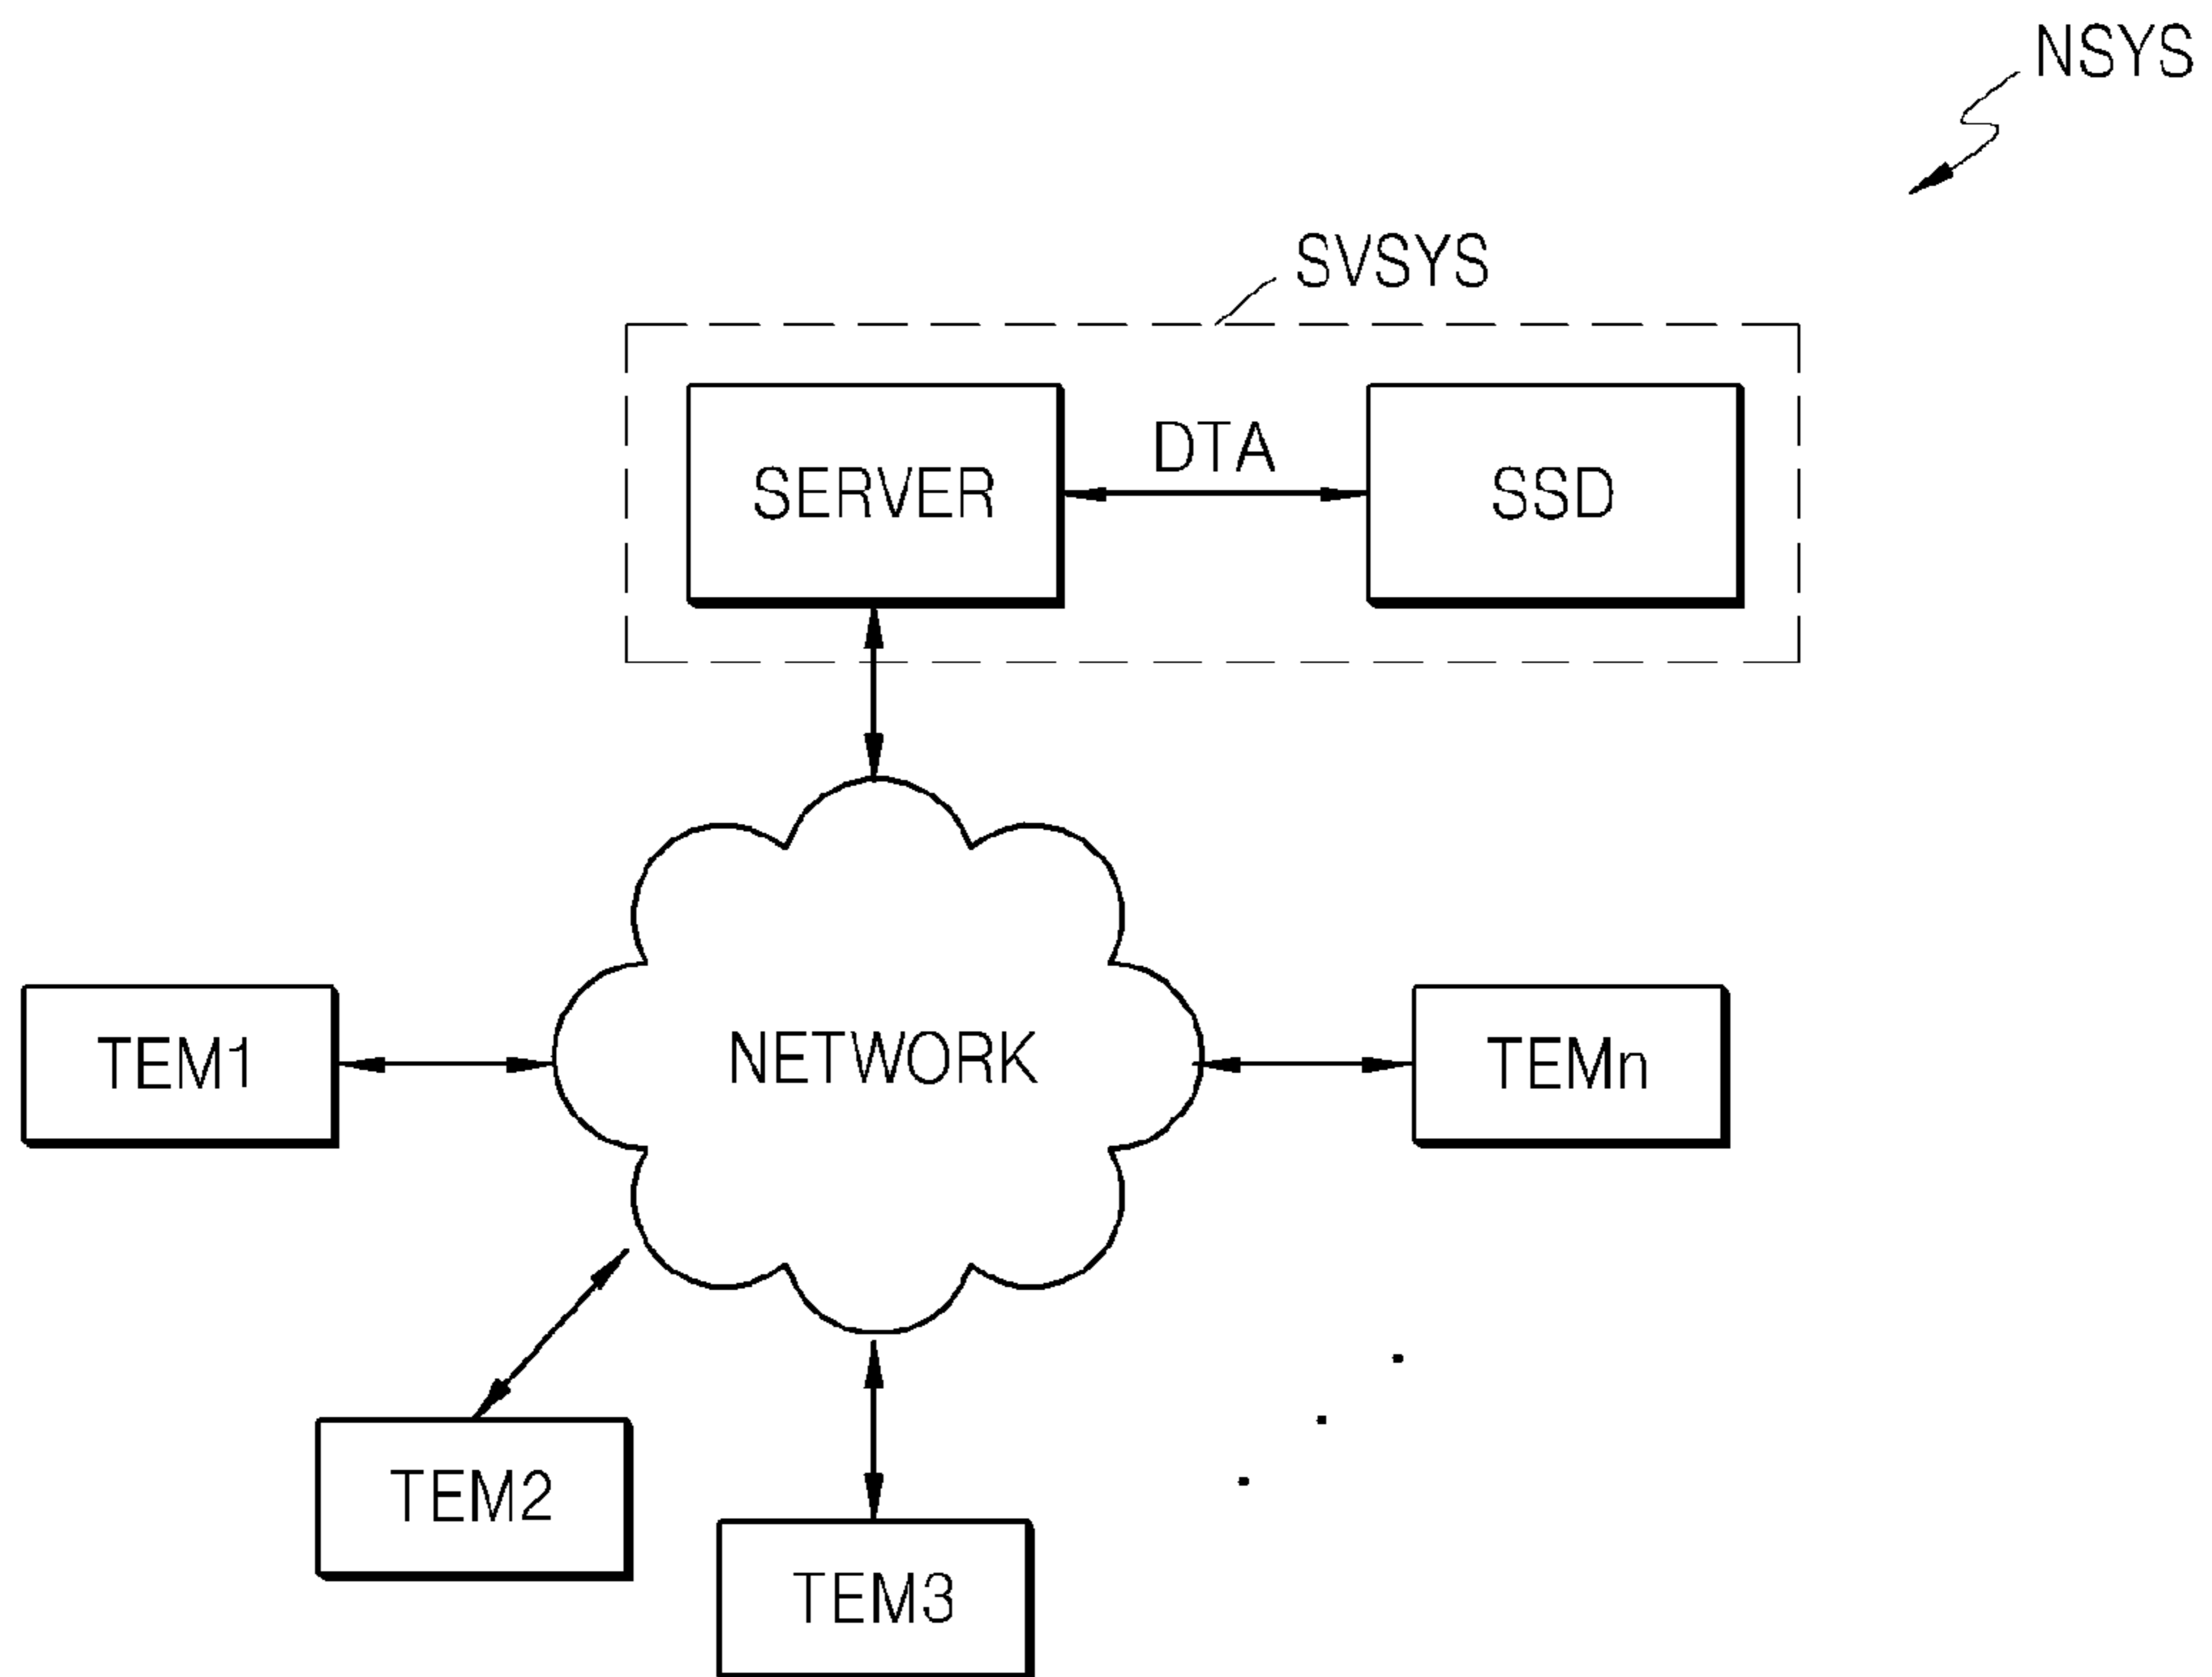 NSYS
SVSYS
DTA
SERVER
SSD
NETWORK
TEM1
TEMn
TEM2
TEM3